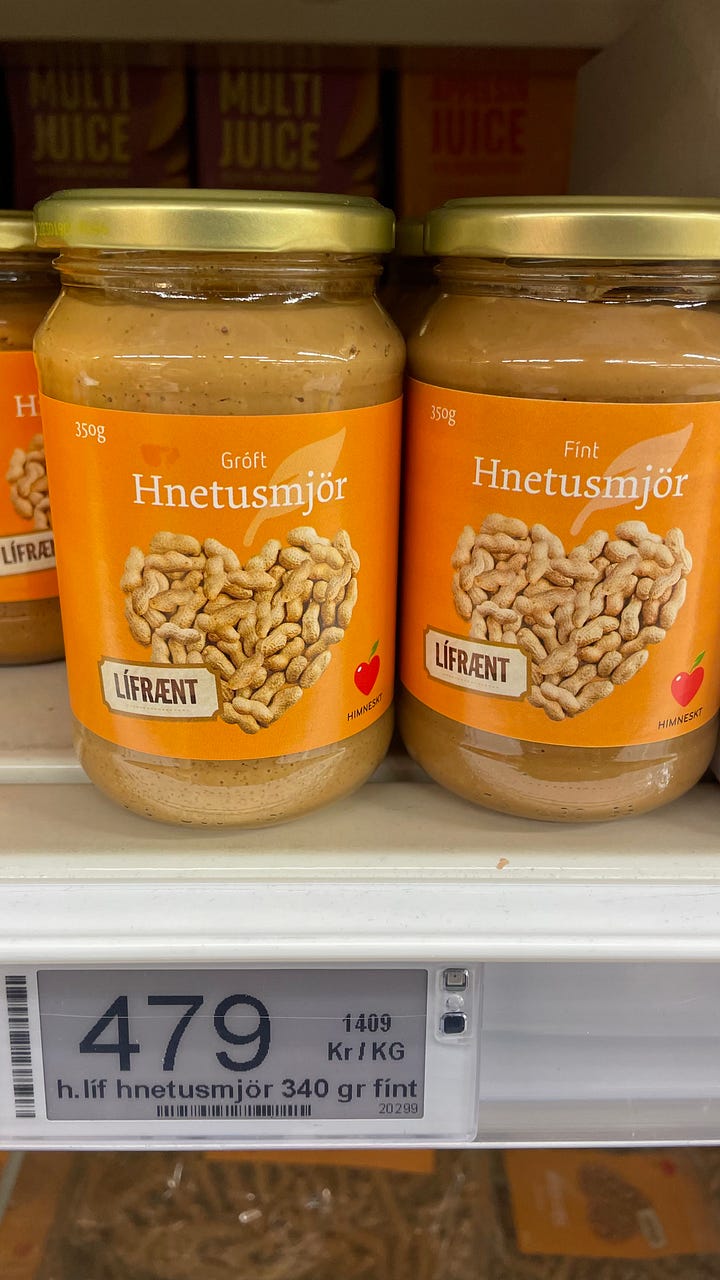 MULTI
JUICE
MULTI
JUICE
JUICE
H
LÍFRÆ
350g
Gróft
Hnetusmjör
LÍFRÆNT
HIMNESKT
350g
Fínt
Hnetusmjör
LÍFRÆNT
HIMNESKT
479
1409
Kr / KG
h.líf hnetusmjör 340 gr fínt
20299